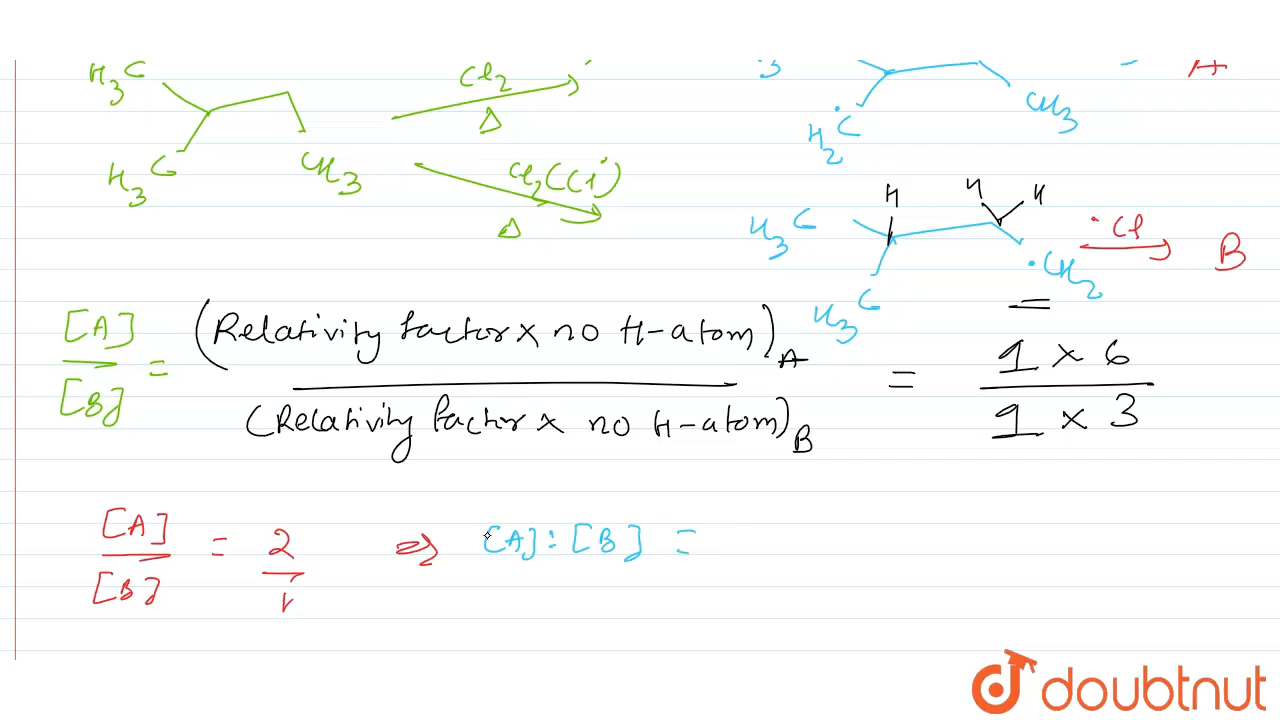 H3C
Cl2
Δ
H3C
CH3
·
H2C
CH3
A
Cl2(Cl·)
Δ
H
H
H
H3C
·Cl
B
·CH2
H3C
[A]
[B]
=
(Relativity factor × no H-atom)A
(Relativity factor × no H-atom)B
=
1 × 6
1 × 3
[A]
[B]
=
2
1
⇒ [A] : [B] =
doubtnut